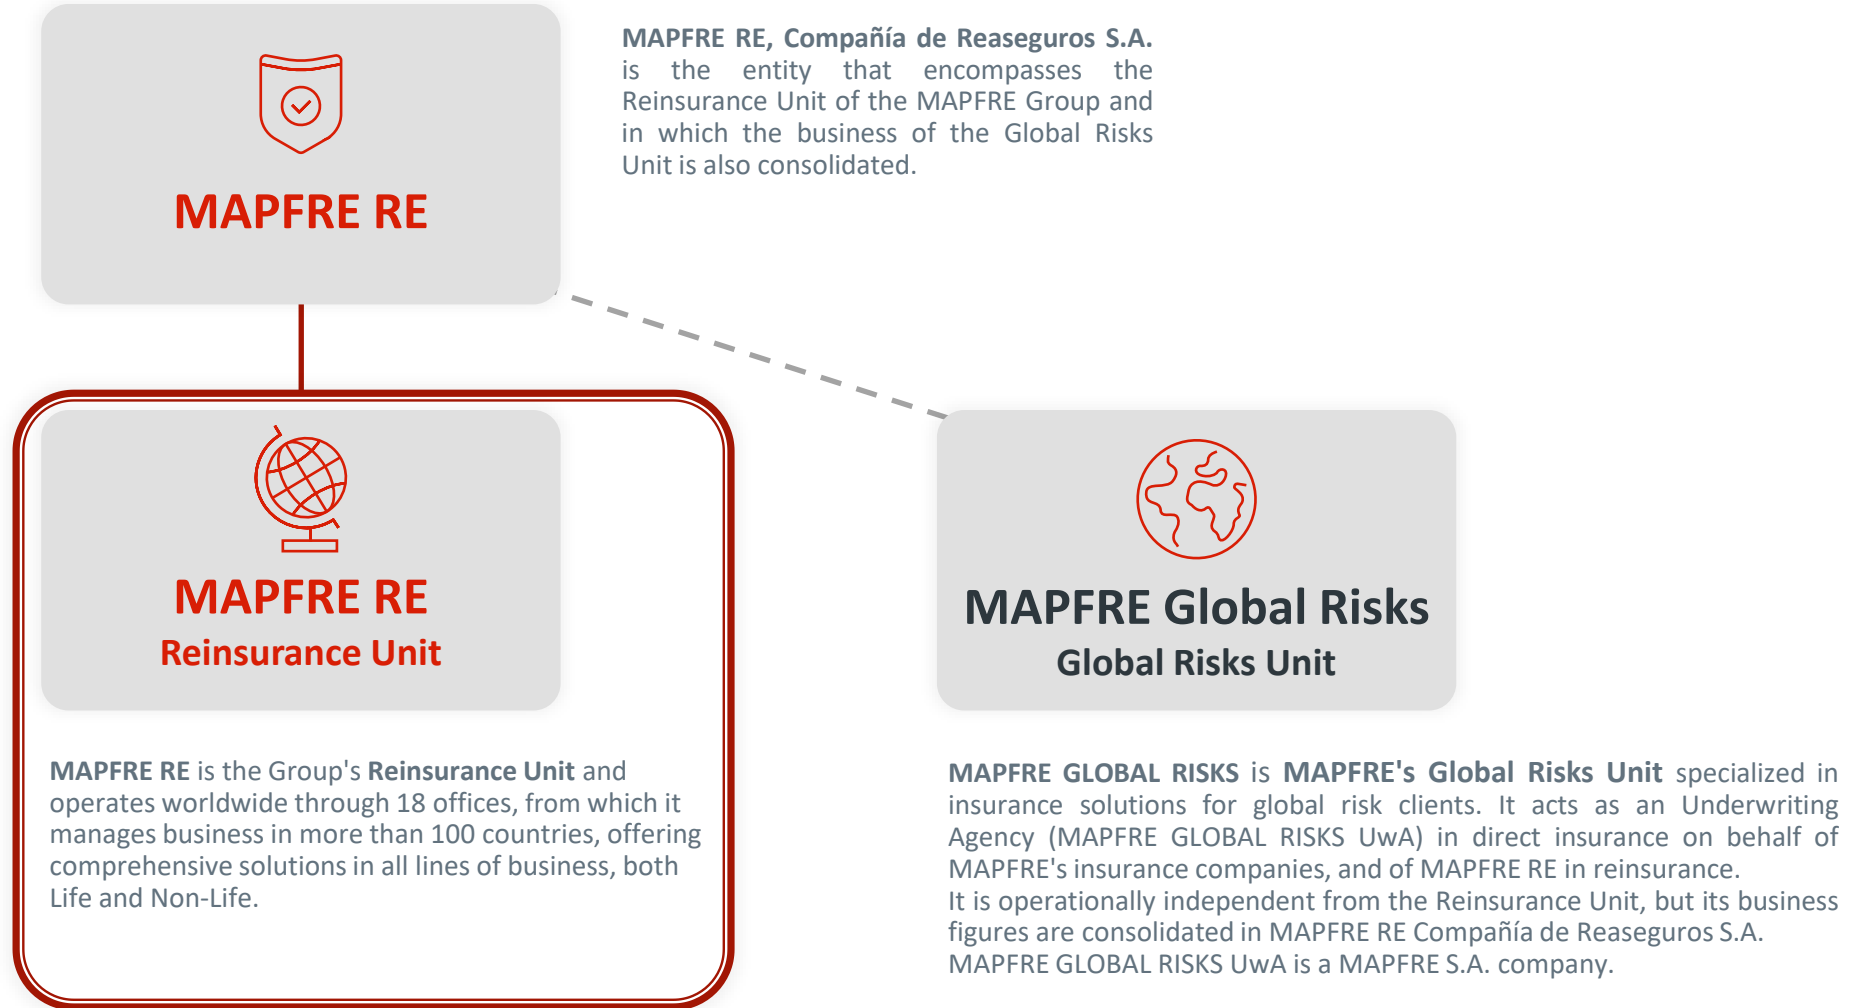 MAPFRE RE
MAPFRE RE, Compañía de Reaseguros S.A.
is the entity that encompasses the
Reinsurance Unit of the MAPFRE Group and
in which the business of the Global Risks
Unit is also consolidated.
MAPFRE RE
Reinsurance Unit
MAPFRE RE is the Group's Reinsurance Unit and
operates worldwide through 18 offices, from which it
manages business in more than 100 countries, offering
comprehensive solutions in all lines of business, both
Life and Non-Life.
MAPFRE Global Risks
Global Risks Unit
MAPFRE GLOBAL RISKS is MAPFRE's Global Risks Unit specialized in
insurance solutions for global risk clients. It acts as an Underwriting
Agency (MAPFRE GLOBAL RISKS UwA) in direct insurance on behalf of
MAPFRE's insurance companies, and of MAPFRE RE in reinsurance.
It is operationally independent from the Reinsurance Unit, but its business
figures are consolidated in MAPFRE RE Compañía de Reaseguros S.A.
MAPFRE GLOBAL RISKS UwA is a MAPFRE S.A. company.